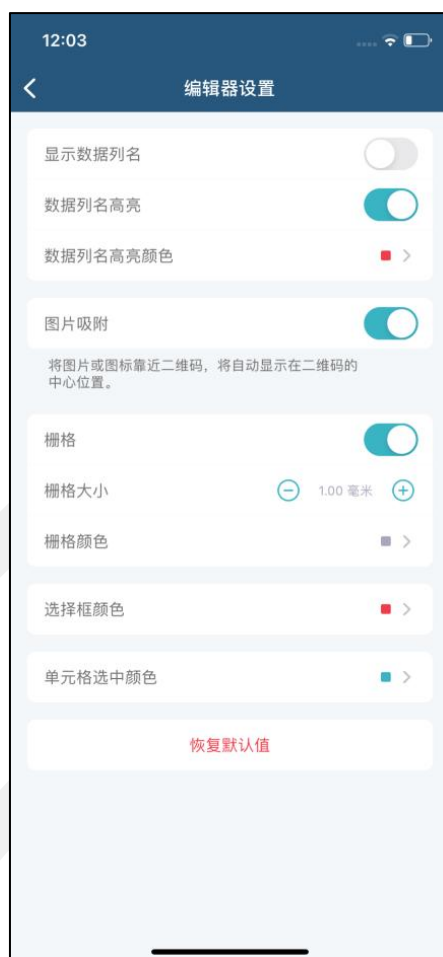 12:03
编辑器设置
显示数据列名
数据列名高亮
数据列名高亮颜色
图片吸附
将图片或图标靠近二维码，将自动显示在二维码的
中心位置。
栅格
栅格大小
1.00 毫米
栅格颜色
选择框颜色
单元格选中颜色
恢复默认值